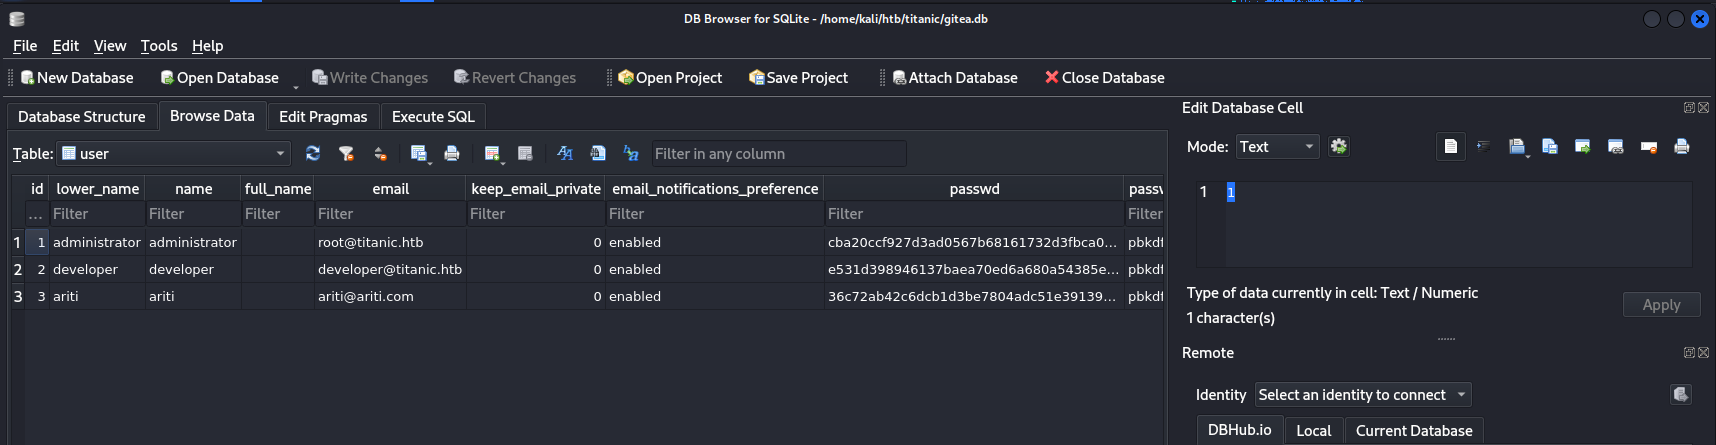 DB Browser for SQLite - /home/kali/htb/titanic/gitea.db
File Edit View Tools Help
New Database Open Database Write Changes Revert Changes Open Project Save Project Attach Database Close Database
Database Structure Browse Data Edit Pragmas Execute SQL
Table: user Filter in any column
id lower_name name full_name email keep_email_private email_notifications_preference passwd passw
... Filter Filter Filter Filter Filter Filter Filter Filter
1 1 administrator administrator root@titanic.htb 0 enabled cba20ccf927d3ad0567b68161732d3fbca0... pbkdf
2 2 developer developer developer@titanic.htb 0 enabled e531d398946137baea70ed6a680a54385e... pbkdf
3 3 ariti ariti ariti@ariti.com 0 enabled 36c72ab42c6dcb1d3be7804adc51e39139... pbkdf
Edit Database Cell
Mode: Text
1 1
Type of data currently in cell: Text / Numeric
1 character(s)
Apply
Remote
Identity Select an identity to connect
DBHub.io Local Current Database